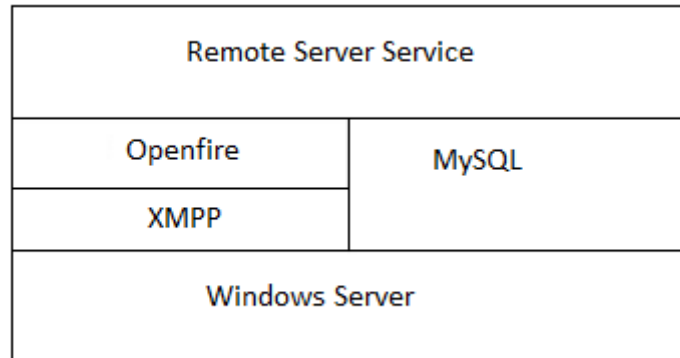 Remote Server Service
Openfire
MySQL
XMPP
Windows Server